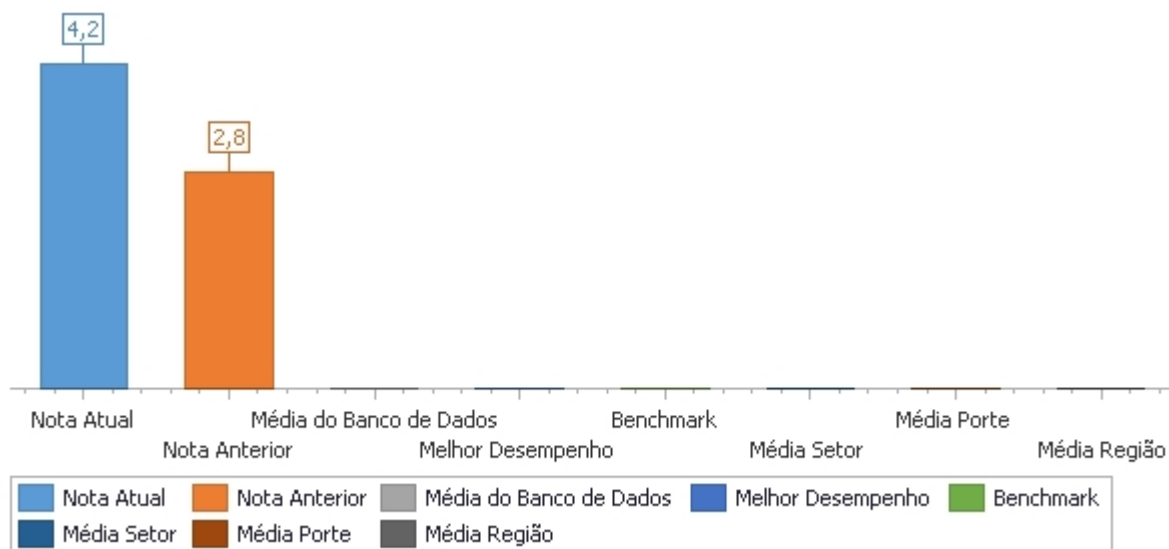 4,2
2,8
Nota Atual Média do Banco de Dados Benchmark Média Porte
Nota Anterior Melhor Desempenho Média Setor Média Região
Nota Atual Nota Anterior Média do Banco de Dados Melhor Desempenho Benchmark
Média Setor Média Porte Média Região